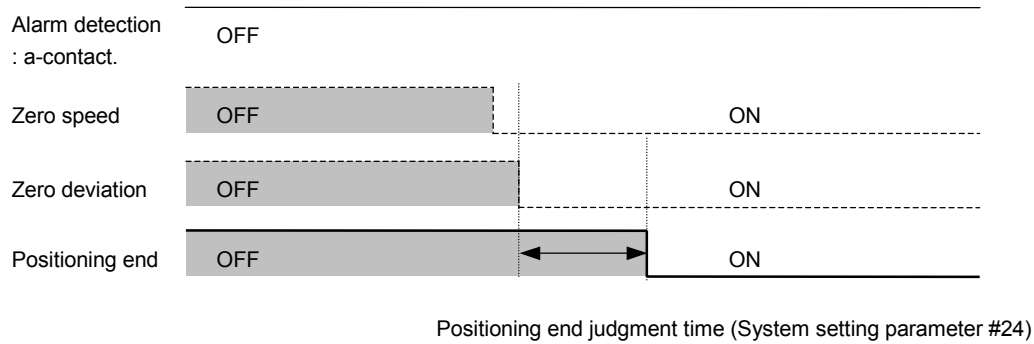 Alarm detection
: a-contact.
OFF
Zero speed
OFF
ON
Zero deviation
OFF
ON
Positioning end
OFF
ON
Positioning end judgment time (System setting parameter #24)